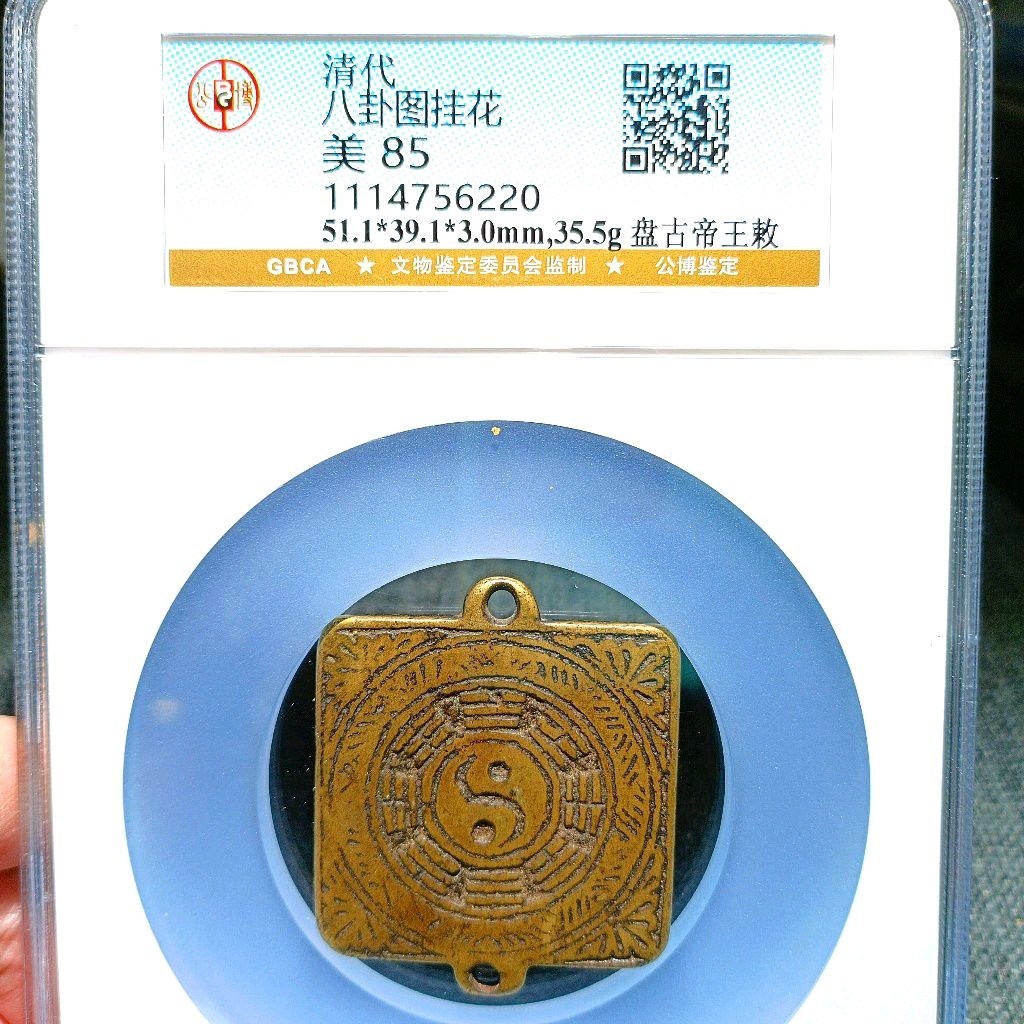 清代
八卦图挂花
美 85
1114756220
51.1*39.1*3.0mm,35.5g 盘古帝王敕
GBCA ★ 文物鉴定委员会监制 ★ 公博鉴定